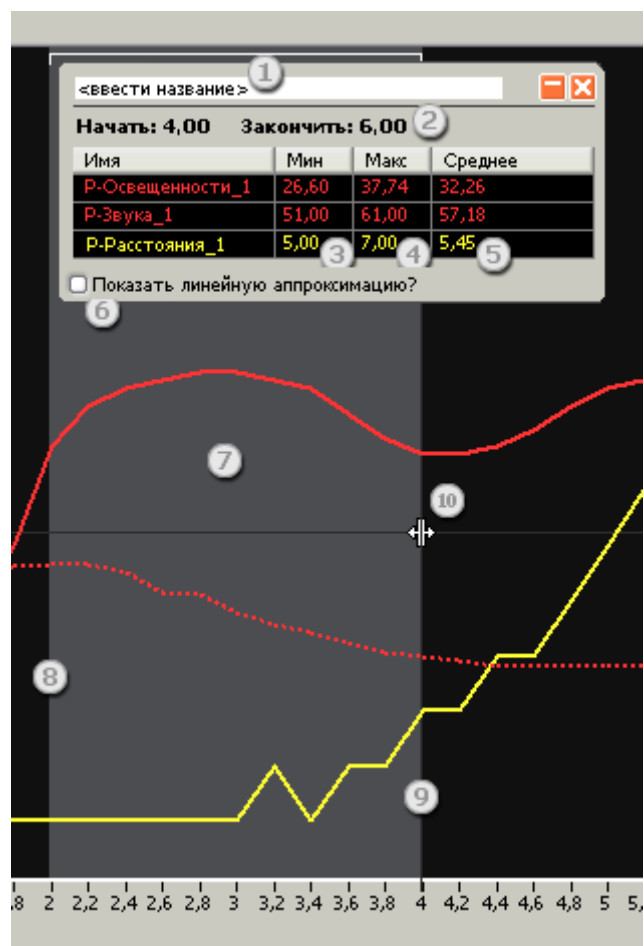 1
<ввести название>
Начать: 4,00 Закончить: 6,00 2
Имя Мин Макс Среднее
Р-Освещенности_1 26,60 37,74 32,26
Р-Звука_1 51,00 61,00 57,18
Р-Расстояния_1 5,00 7,00 5,45
3 4 5
Показать линейную аппроксимацию?
6
7
10
8
9
,8 2 2,2 2,4 2,6 2,8 3 3,2 3,4 3,6 3,8 4 4,2 4,4 4,6 4,8 5 5,